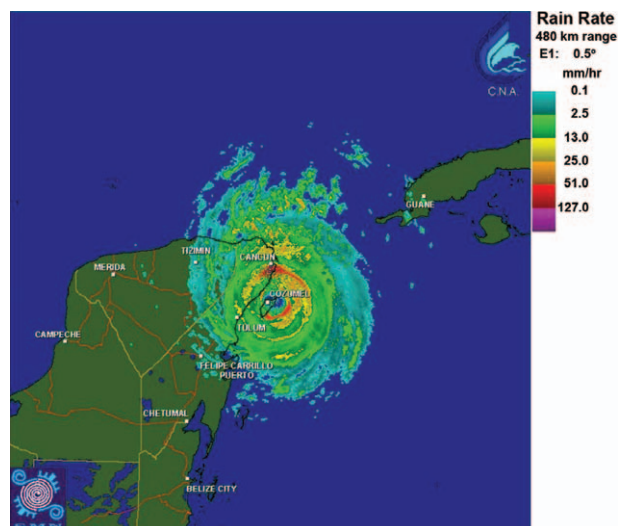 Rain Rate
480 km range
E1: 0.5º
mm/hr
0.1
2.5
13.0
25.0
51.0
127.0
C.N.A.
GUANE
TIZIMIN
CANCUN
MERIDA
COZUMEL
TULUM
CAMPECHE
FELIPE CARRILLO
PUERTO
CHETUMAL
BELIZE CITY